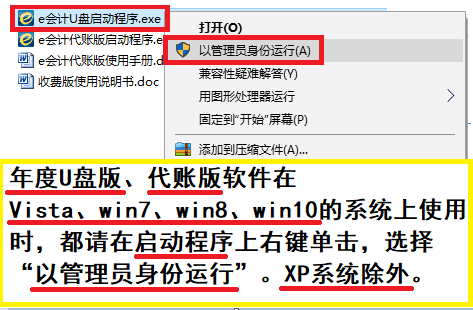 e会计U盘启动程序.exe
e会计代账版启动程序.e
e会计代账版使用手册.d
收费版使用说明书.doc
打开(O)
以管理员身份运行(A)
兼容性疑难解答(Y)
用图形处理器运行
固定到"开始"屏幕(P)
添加到压缩文件(A)...
年度U盘版、代账版软件在
Vista、win7、win8、win10的系统上使用
时，都请在启动程序上右键单击，选择
“以管理员身份运行”。XP系统除外。